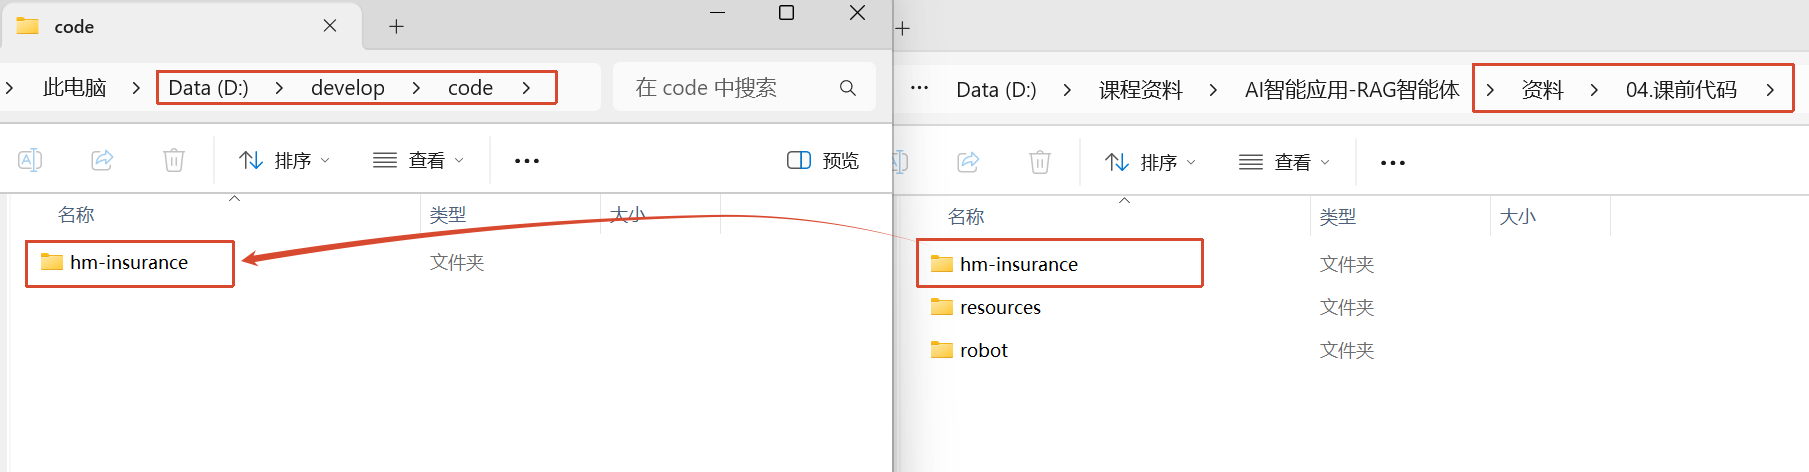 code
此电脑 > Data (D:) > develop > code >
在 code 中搜索
排序
查看
预览
名称 类型 大小
hm-insurance 文件夹
Data (D:) > 课程资料 > AI智能应用-RAG智能体 > 资料 > 04.课前代码 >
排序
查看
名称 类型 大小
hm-insurance 文件夹
resources 文件夹
robot 文件夹